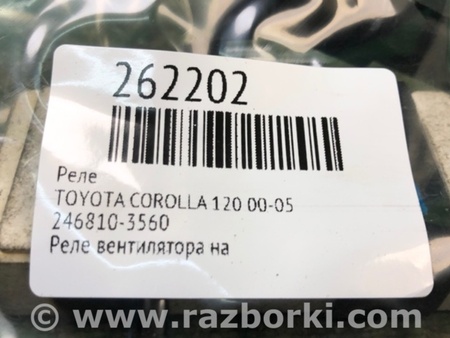 262202
Реле
TOYOTA COROLLA 120 00-05
246810-3560
Реле вентилятора на
© www.razborki.com